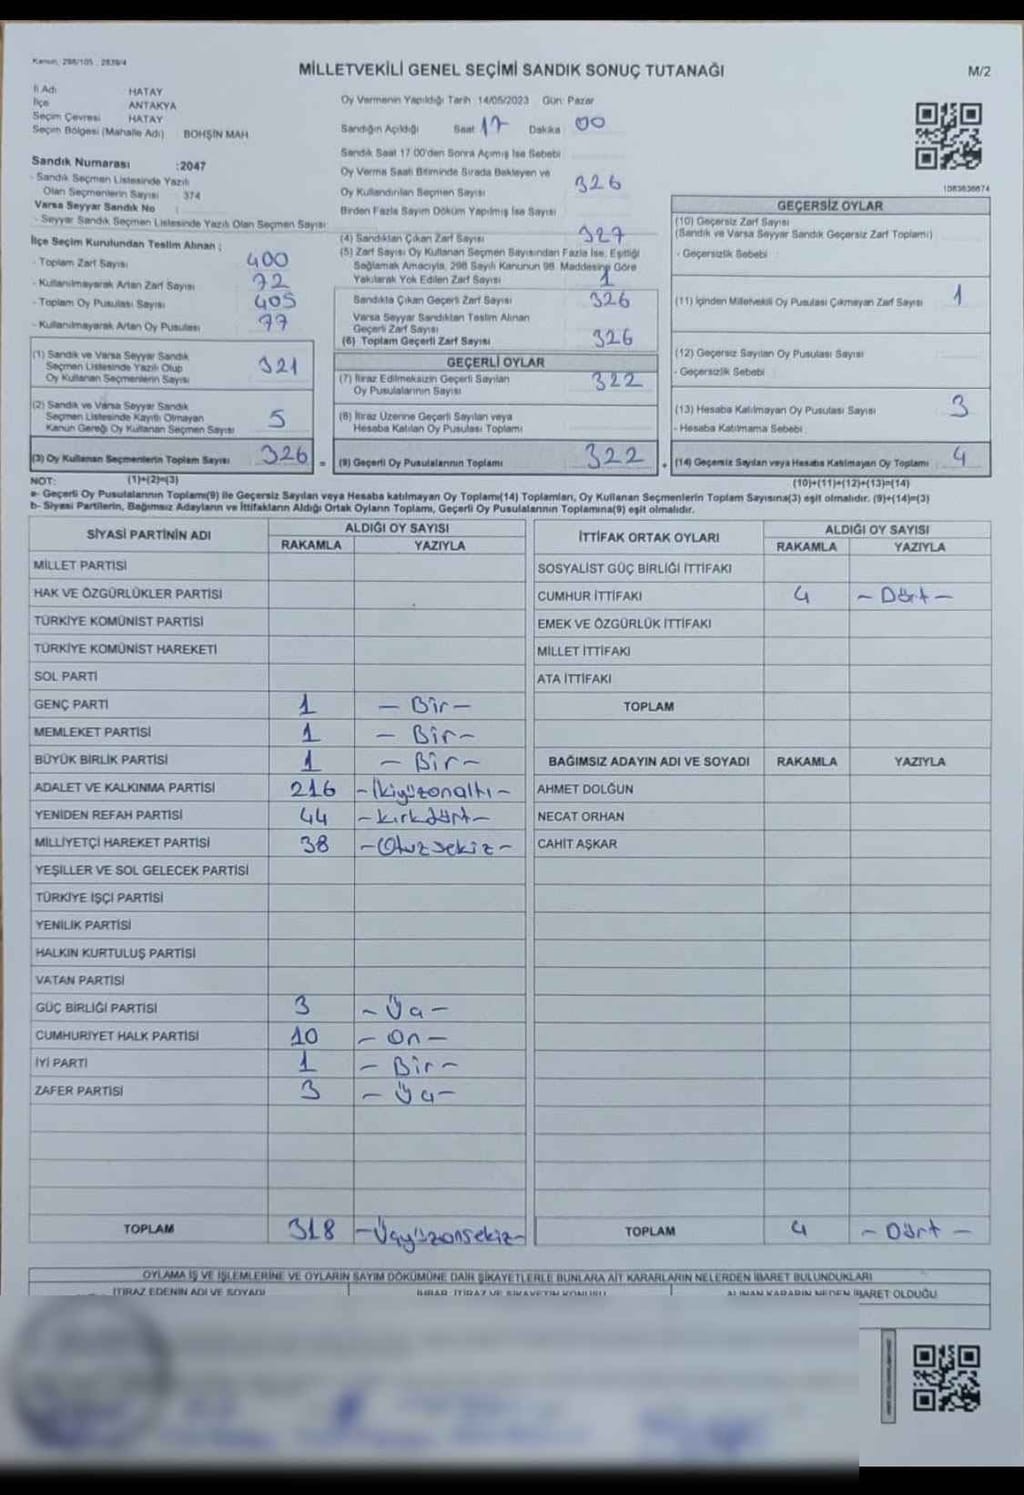 Kanun, 298/105 ; 2839/4
MİLLETVEKİLİ GENEL SEÇİMİ SANDIK SONUÇ TUTANAĞI
M/2
İl Adı HATAY
İlçe ANTAKYA
Seçim Çevresi HATAY
Seçim Bölgesi (Mahalle Adı) BOHŞİN MAH.
Oy Vermenin Yapıldığı Tarih :14/05/2023 Gün: Pazar
Sandığın Açıldığı Saat 17 Dakika 00
Sandık Saat 17:00'den Sonra Açılmış İse Sebebi
Oy Verme Saati Bitiminde Sırada Bekleyen ve
Oy Kullandırılan Seçmen Sayısı 326
Birden Fazla Sayım Döküm Yapılmış İse Sayısı
Sandık Numarası :2047
- Sandık Seçmen Listesinde Yazılı
Olan Seçmenlerin Sayısı : 374
Varsa Seyyar Sandık No :
- Seyyar Sandık Seçmen Listesinde Yazılı Olan Seçmen Sayısı:
İlçe Seçim Kurulundan Teslim Alınan ;
- Toplam Zarf Sayısı 400
- Kullanılmayarak Artan Zarf Sayısı 72
- Toplam Oy Pusulası Sayısı 405
- Kullanılmayarak Artan Oy Pusulası 77
(1) Sandık ve Varsa Seyyar Sandık
Seçmen Listesinde Yazılı Olup
Oy Kullanan Seçmenlerin Sayısı 321
(2) Sandık ve Varsa Seyyar Sandık
Seçmen Listesinde Kayıtlı Olmayan
Kanun Gereği Oy Kullanan Seçmen Sayısı 5
(3) Oy Kullanan Seçmenlerin Toplam Sayısı 326 =
(4) Sandıktan Çıkan Zarf Sayısı 327
(5) Zarf Sayısı Oy Kullanan Seçmen Sayısından Fazla İse, Eşitliği
Sağlamak Amacıyla, 298 Sayılı Kanunun 98. Maddesine Göre
Yakılarak Yok Edilen Zarf Sayısı 1
Sandıkta Çıkan Geçerli Zarf Sayısı 326
Varsa Seyyar Sandıktan Teslim Alınan
Geçerli Zarf Sayısı
(6) Toplam Geçerli Zarf Sayısı 326
GEÇERLİ OYLAR
(7) İtiraz Edilmeksizin Geçerli Sayılan
Oy Pusulalarının Sayısı 322
(8) İtiraz Üzerine Geçerli Sayılan veya
Hesaba Katılan Oy Pusulası Toplamı
(9) Geçerli Oy Pusulalarının Toplamı 322 +
1083636674
GEÇERSİZ OYLAR
(10) Geçersiz Zarf Sayısı
(Sandık ve Varsa Seyyar Sandık Geçersiz Zarf Toplamı)
- Geçersizlik Sebebi :
(11) İçinden Milletvekili Oy Pusulası Çıkmayan Zarf Sayısı 1
(12) Geçersiz Sayılan Oy Pusulası Sayısı
- Geçersizlik Sebebi
(13) Hesaba Katılmayan Oy Pusulası Sayısı 3
- Hesaba Katılmama Sebebi :
(14) Geçersiz Sayılan veya Hesaba Katılmayan Oy Toplamı 4
NOT: (1)+(2)=(3) (10)+(11)+(12)+(13)=(14)
a- Geçerli Oy Pusulalarının Toplamı(9) ile Geçersiz Sayılan veya Hesaba katılmayan Oy Toplamı(14) Toplamları, Oy Kullanan Seçmenlerin Toplam Sayısına(3) eşit olmalıdır. (9)+(14)=(3)
b- Siyasi Partilerin, Bağımsız Adayların ve İttifakların Aldığı Ortak Oyların Toplamı, Geçerli Oy Pusulalarının Toplamına(9) eşit olmalıdır.
SİYASİ PARTİNİN ADI ALDIĞI OY SAYISI
RAKAMLA YAZIYLA
MİLLET PARTİSİ
HAK VE ÖZGÜRLÜKLER PARTİSİ
TÜRKİYE KOMÜNİST PARTİSİ
TÜRKİYE KOMÜNİST HAREKETİ
SOL PARTİ
GENÇ PARTİ 1 - Bir -
MEMLEKET PARTİSİ 1 - Bir -
BÜYÜK BİRLİK PARTİSİ 1 - Bir -
ADALET VE KALKINMA PARTİSİ 216 - İkiyüzonaltı -
YENİDEN REFAH PARTİSİ 44 - Kırkdört -
MİLLİYETÇİ HAREKET PARTİSİ 38 - Otuzsekiz -
YEŞİLLER VE SOL GELECEK PARTİSİ
TÜRKİYE İŞÇİ PARTİSİ
YENİLİK PARTİSİ
HALKIN KURTULUŞ PARTİSİ
VATAN PARTİSİ
GÜÇ BİRLİĞİ PARTİSİ 3 - Üç -
CUMHURİYET HALK PARTİSİ 10 - On -
İYİ PARTİ 1 - Bir -
ZAFER PARTİSİ 3 - Üç -
TOPLAM 318 - Üçyüzonsekiz -
İTTİFAK ORTAK OYLARI ALDIĞI OY SAYISI
RAKAMLA YAZIYLA
SOSYALİST GÜÇ BİRLİĞİ İTTİFAKI
CUMHUR İTTİFAKI 4 - Dört -
EMEK VE ÖZGÜRLÜK İTTİFAKI
MİLLET İTTİFAKI
ATA İTTİFAKI
TOPLAM
BAĞIMSIZ ADAYIN ADI VE SOYADI RAKAMLA YAZIYLA
AHMET DOLĞUN
NECAT ORHAN
CAHİT AŞKAR
TOPLAM 4 - Dört -
OYLAMA İŞ VE İŞLEMLERİNE VE OYLARIN SAYIM DÖKÜMÜNE DAİR ŞİKAYETLERLE BUNLARA AİT KARARLARIN NELERDEN İBARET BULUNDUKLARI
İTİRAZ EDENİN ADI VE SOYADI İHBAR, İTİRAZ VE ŞİKAYETİN KONUSU ALINAN KARARIN NEDEN İBARET OLDUĞU